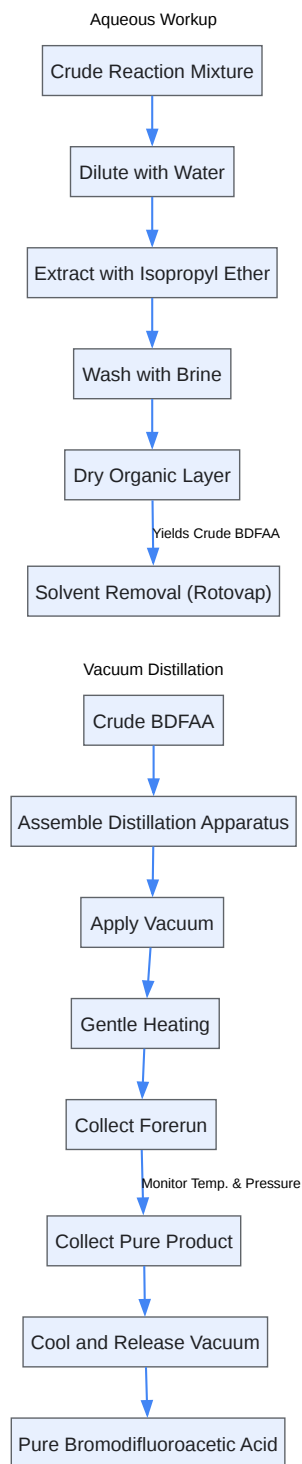 Aqueous Workup
Crude Reaction Mixture
Dilute with Water
Extract with Isopropyl Ether
Wash with Brine
Dry Organic Layer
Yields Crude BDFAA
Solvent Removal (Rotovap)
Vacuum Distillation
Crude BDFAA
Assemble Distillation Apparatus
Apply Vacuum
Gentle Heating
Collect Forerun
Monitor Temp. & Pressure
Collect Pure Product
Cool and Release Vacuum
Pure Bromodifluoroacetic Acid